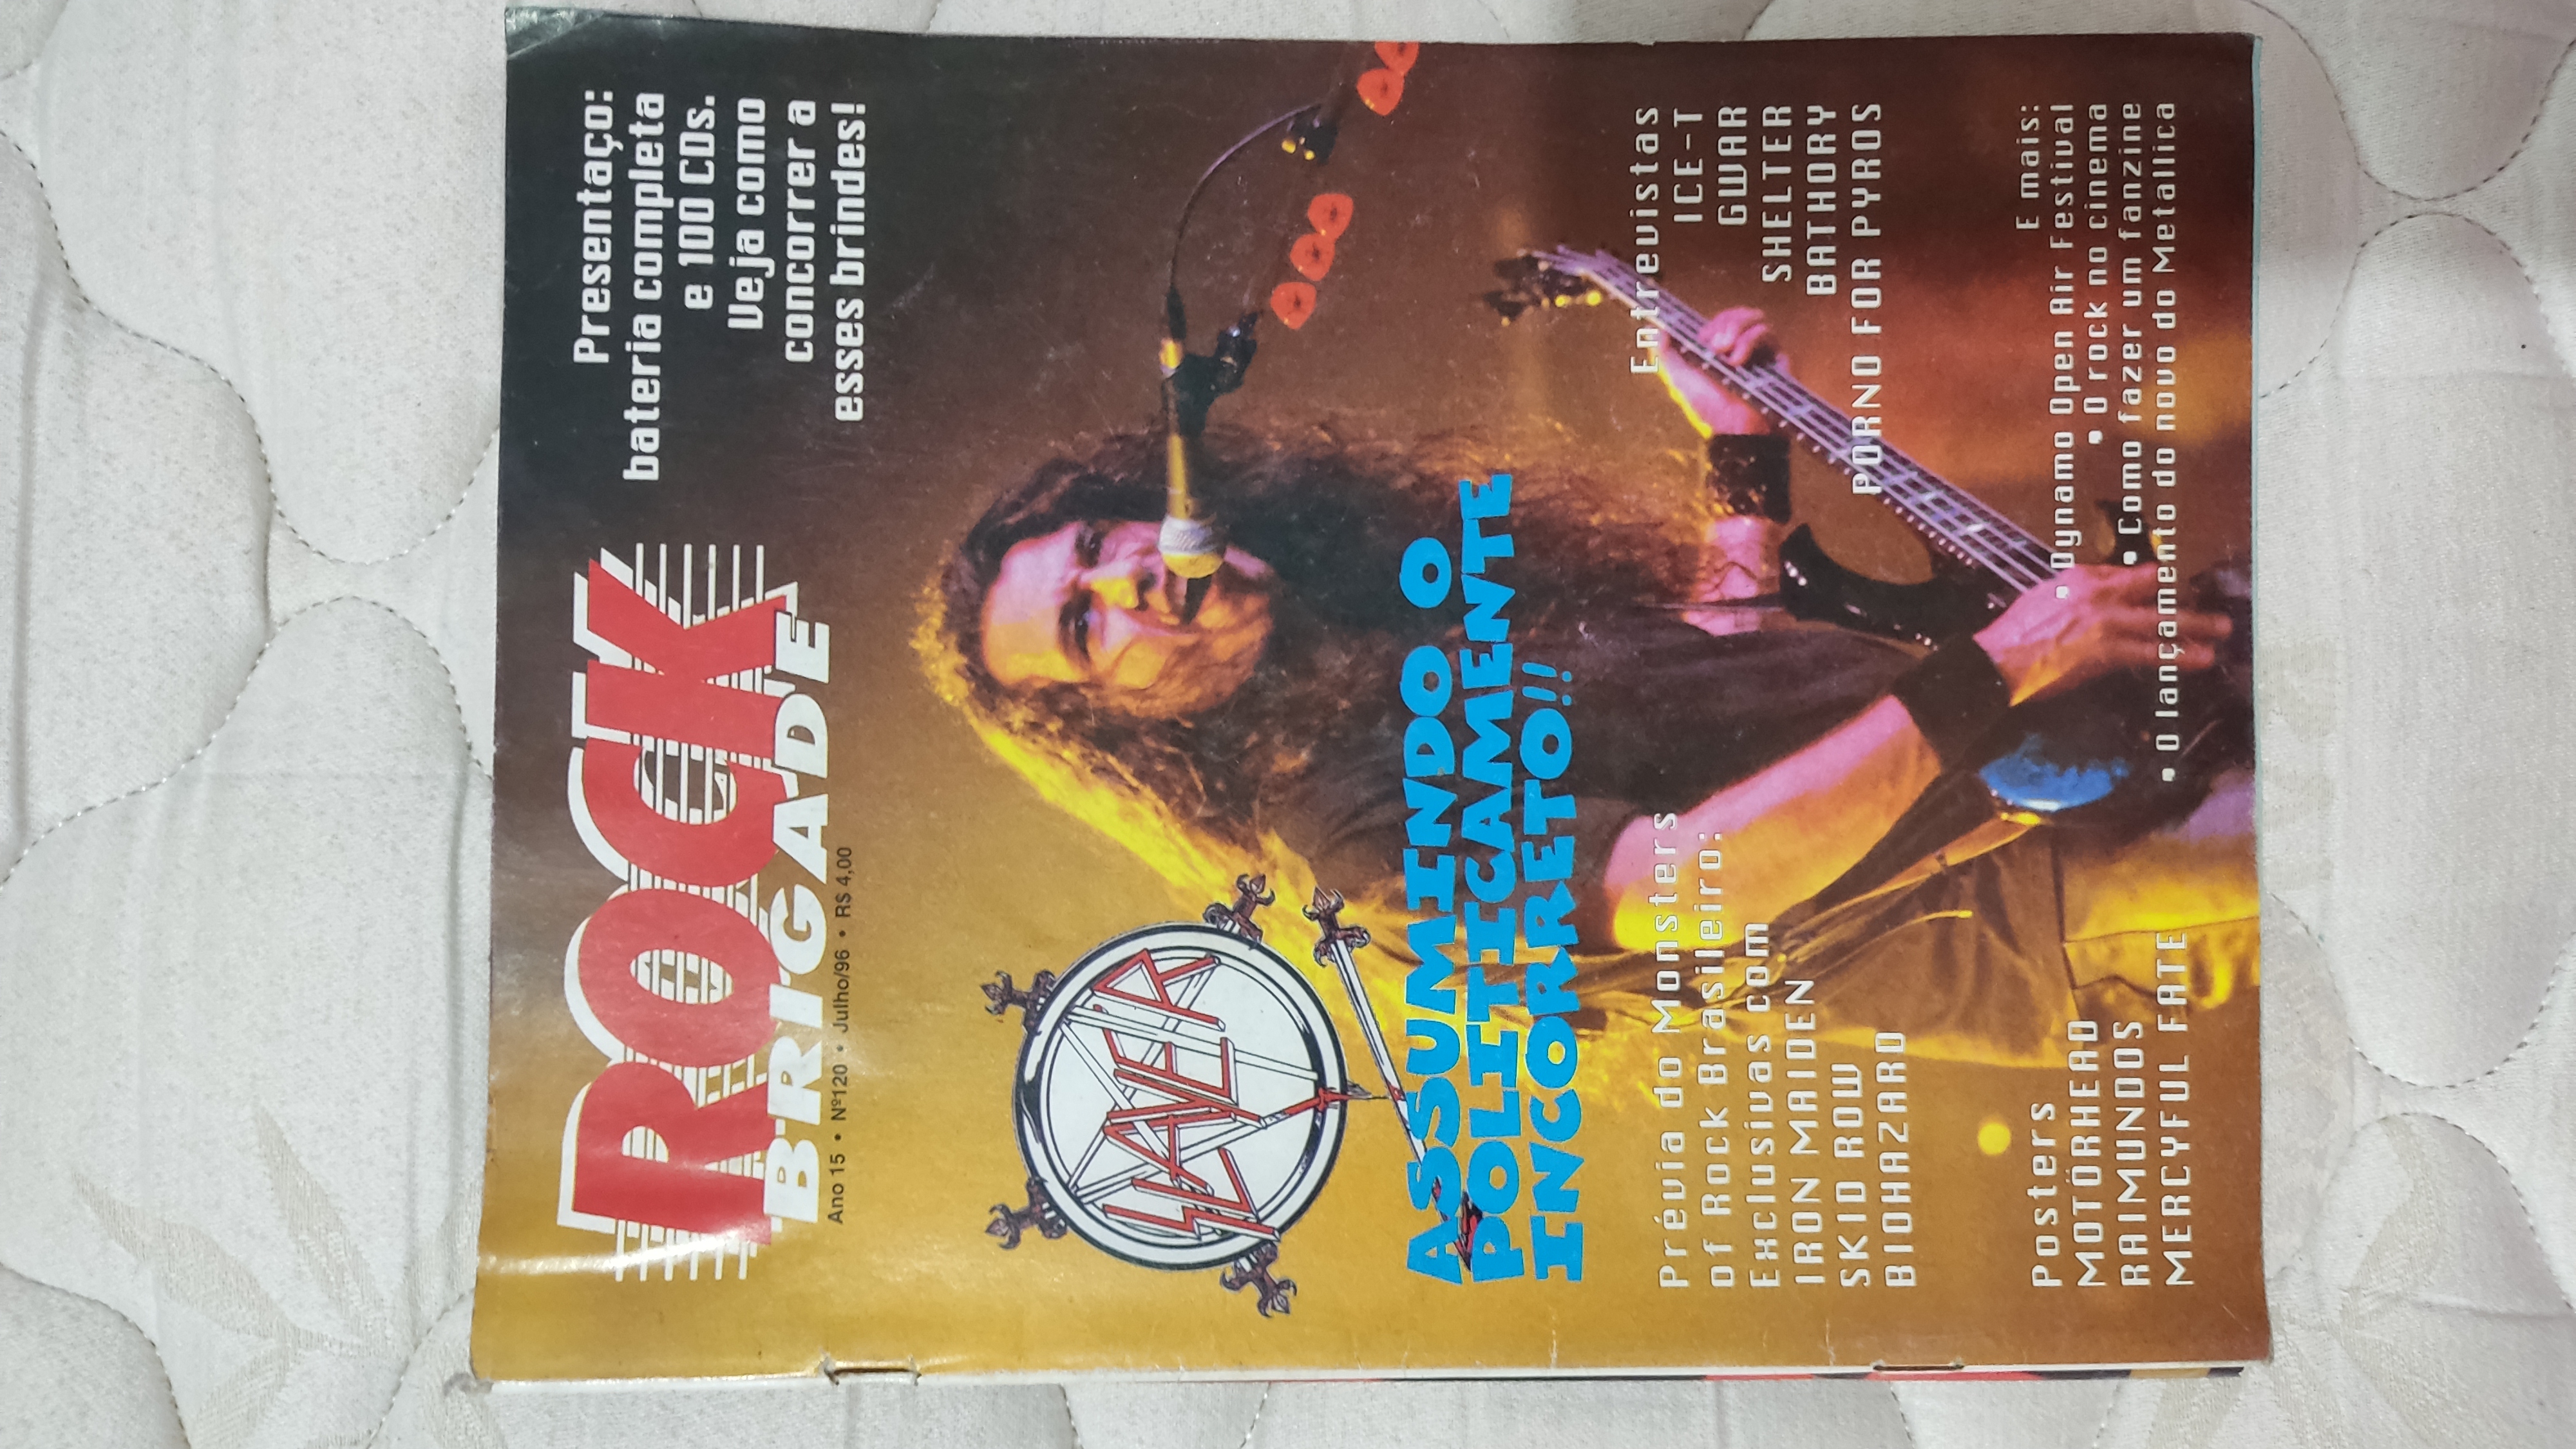 ROCK
BRIGADE
Ano 15 • Nº120 • Julho/96 • R$ 4,00
Presentaço:
bateria completa
e 100 CDs.
Veja como
concorrer a
esses brindes!
SLAYER
ASSUMINDO O
POLITICAMENTE
INCORRETO!!
Prévia do Monsters
of Rock Brasileiro:
Exclusivas com
IRON MAIDEN
SKID ROW
BIOHAZARD
Entrevistas
ICE-T
GWAR
SHELTER
BATHORY
PORNO FOR PYROS
Posters
MOTÖRHEAD
RAIMUNDOS
MERCYFUL FATE
E mais:
• Dynamo Open Air Festival
• O rock no cinema
• Como fazer um fanzine
• O lançamento do novo do Metallica